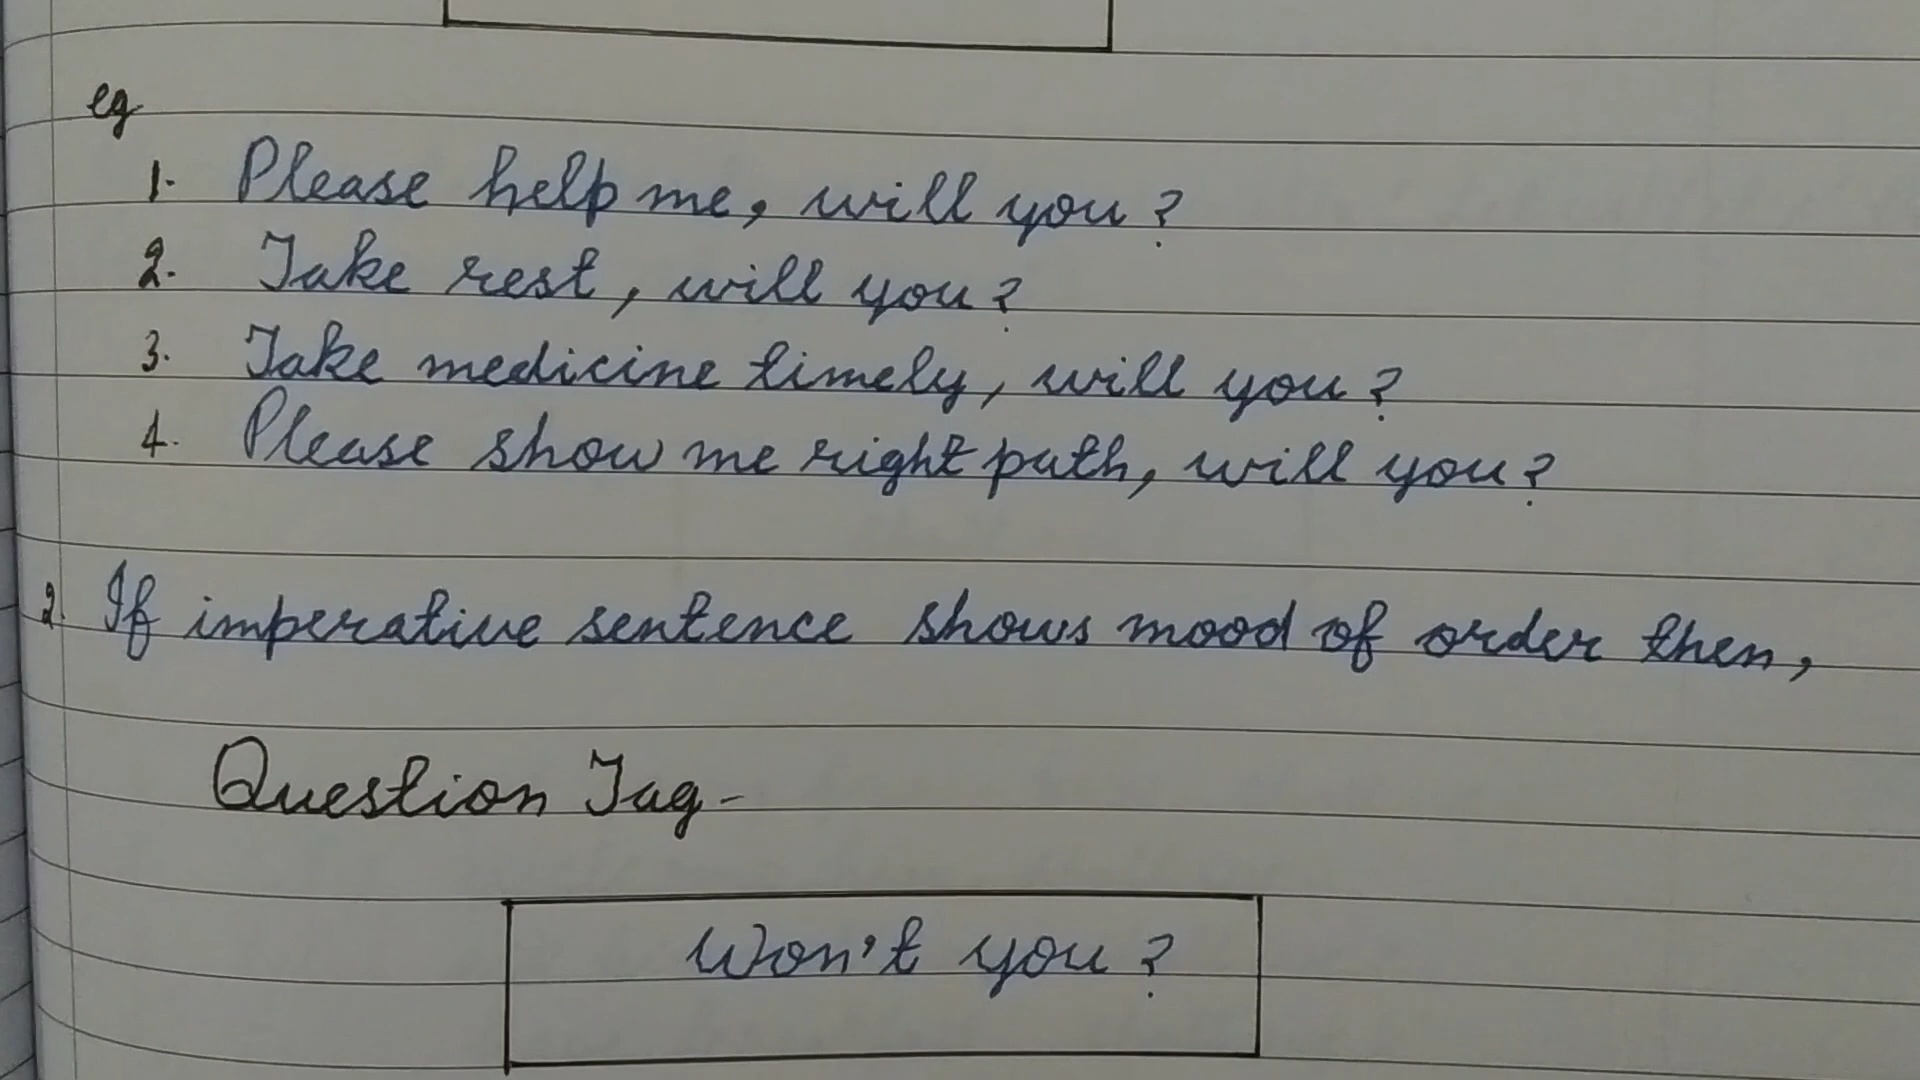 eg
1. Please help me, will you?
2. Take rest, will you?
3. Take medicine timely, will you?
4. Please show me right path, will you?
2. If imperative sentence shows mood of order then,
Question Tag-
Won't you?